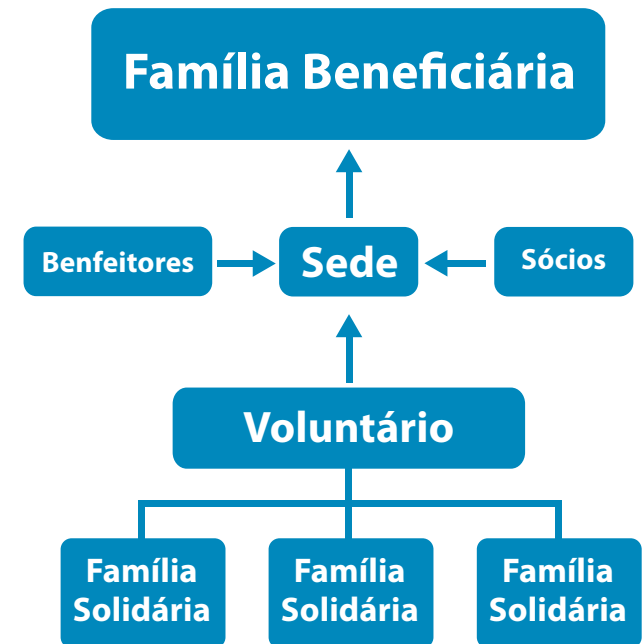 Família Beneficiária
Benfeitores
Sede
Sócios
Voluntário
Família
Solidária
Família
Solidária
Família
Solidária